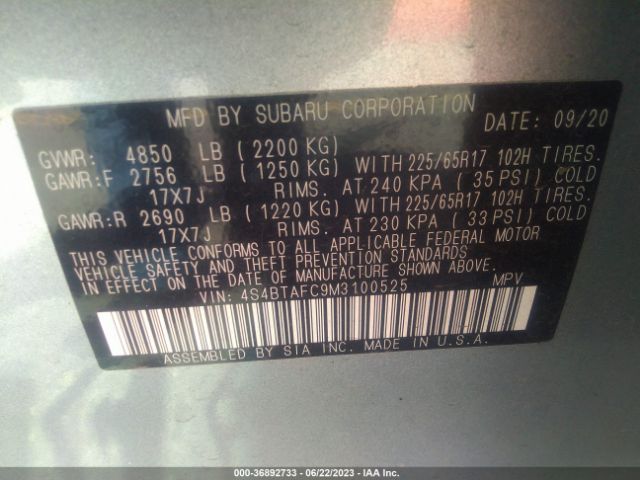 MFD BY SUBARU CORPORATION DATE: 09/20
GVWR: 4850 LB ( 2200 KG)
GAWR:F 2756 LB ( 1250 KG) WITH 225/65R17 102H TIRES.
17X7J RIMS. AT 240 KPA ( 35 PSI) COLD
GAWR:R 2690 LB ( 1220 KG) WITH 225/65R17 102H TIRES.
17X7J RIMS. AT 230 KPA ( 33 PSI) COLD
THIS VEHICLE CONFORMS TO ALL APPLICABLE FEDERAL MOTOR
VEHICLE SAFETY AND THEFT PREVENTION STANDARDS
IN EFFECT ON THE DATE OF MANUFACTURE SHOWN ABOVE.
VIN: 4S4BTAFC9M3100525 MPV
ASSEMBLED BY SIA INC. MADE IN U.S.A.
000-36892733 - 06/22/2023 - IAA Inc.